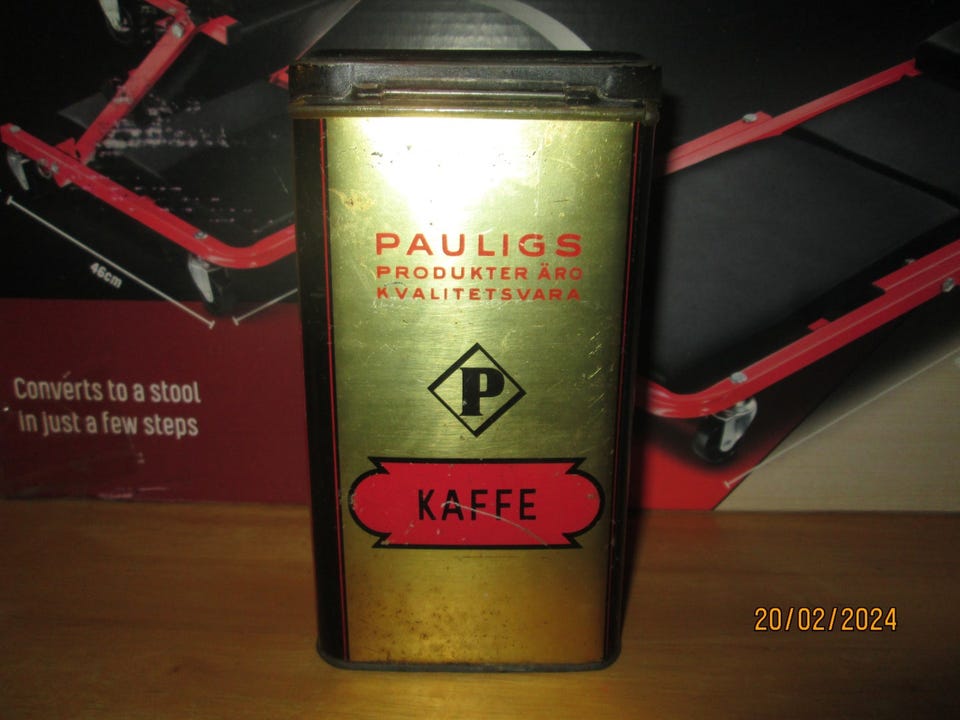 PAULIGS
PRODUKTER ÄRO
KVALITETSVARA
P
KAFFE
46cm
Converts to a stool
in just a few steps
20/02/2024